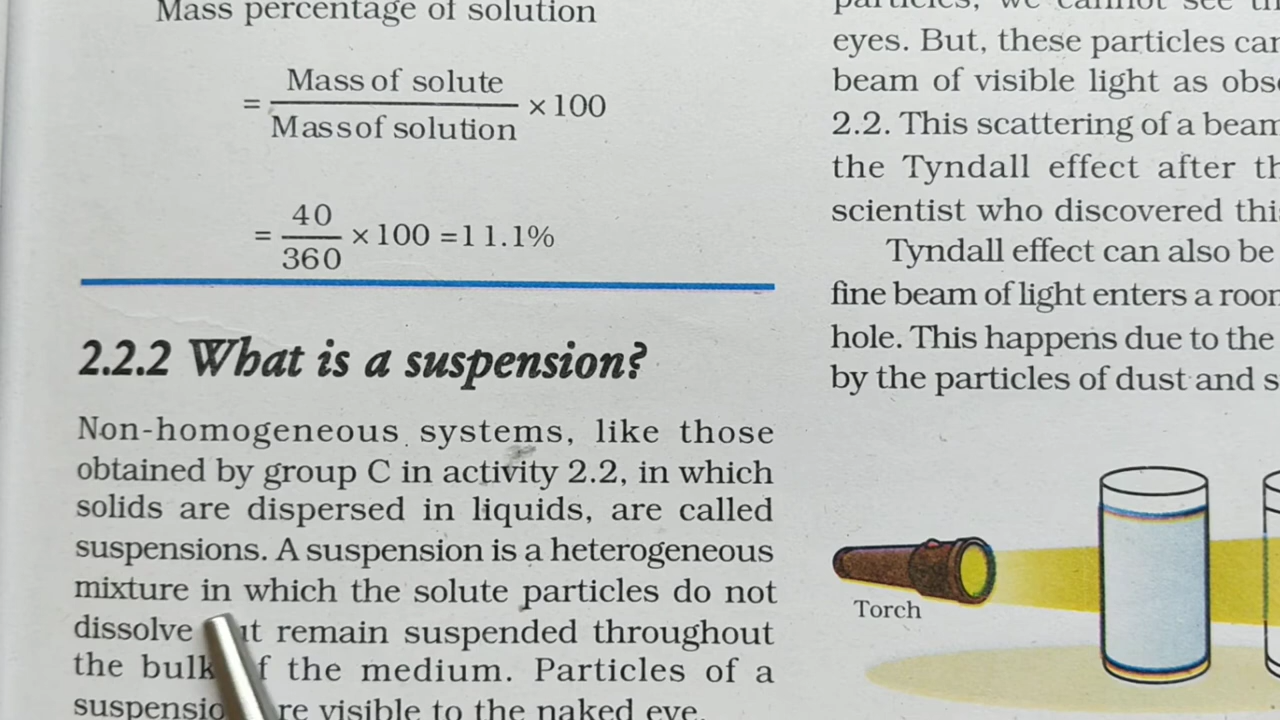 Mass percentage of solution
= Mass of solute
Mass of solution × 100
= 40
360 × 100 = 11.1%
2.2.2 What is a suspension?
Non-homogeneous systems, like those
obtained by group C in activity 2.2, in which
solids are dispersed in liquids, are called
suspensions. A suspension is a heterogeneous
mixture in which the solute particles do not
dissolve remain suspended throughout
the bulk the medium. Particles of a
visible to the naked eye.
eyes. But, these particles
beam of visible light as
2.2. This scattering of a beam
the Tyndall effect after
scientist who discovered
Tyndall effect can also be
fine beam of light enters a
hole. This happens due to the
by the particles of dust and
Torch